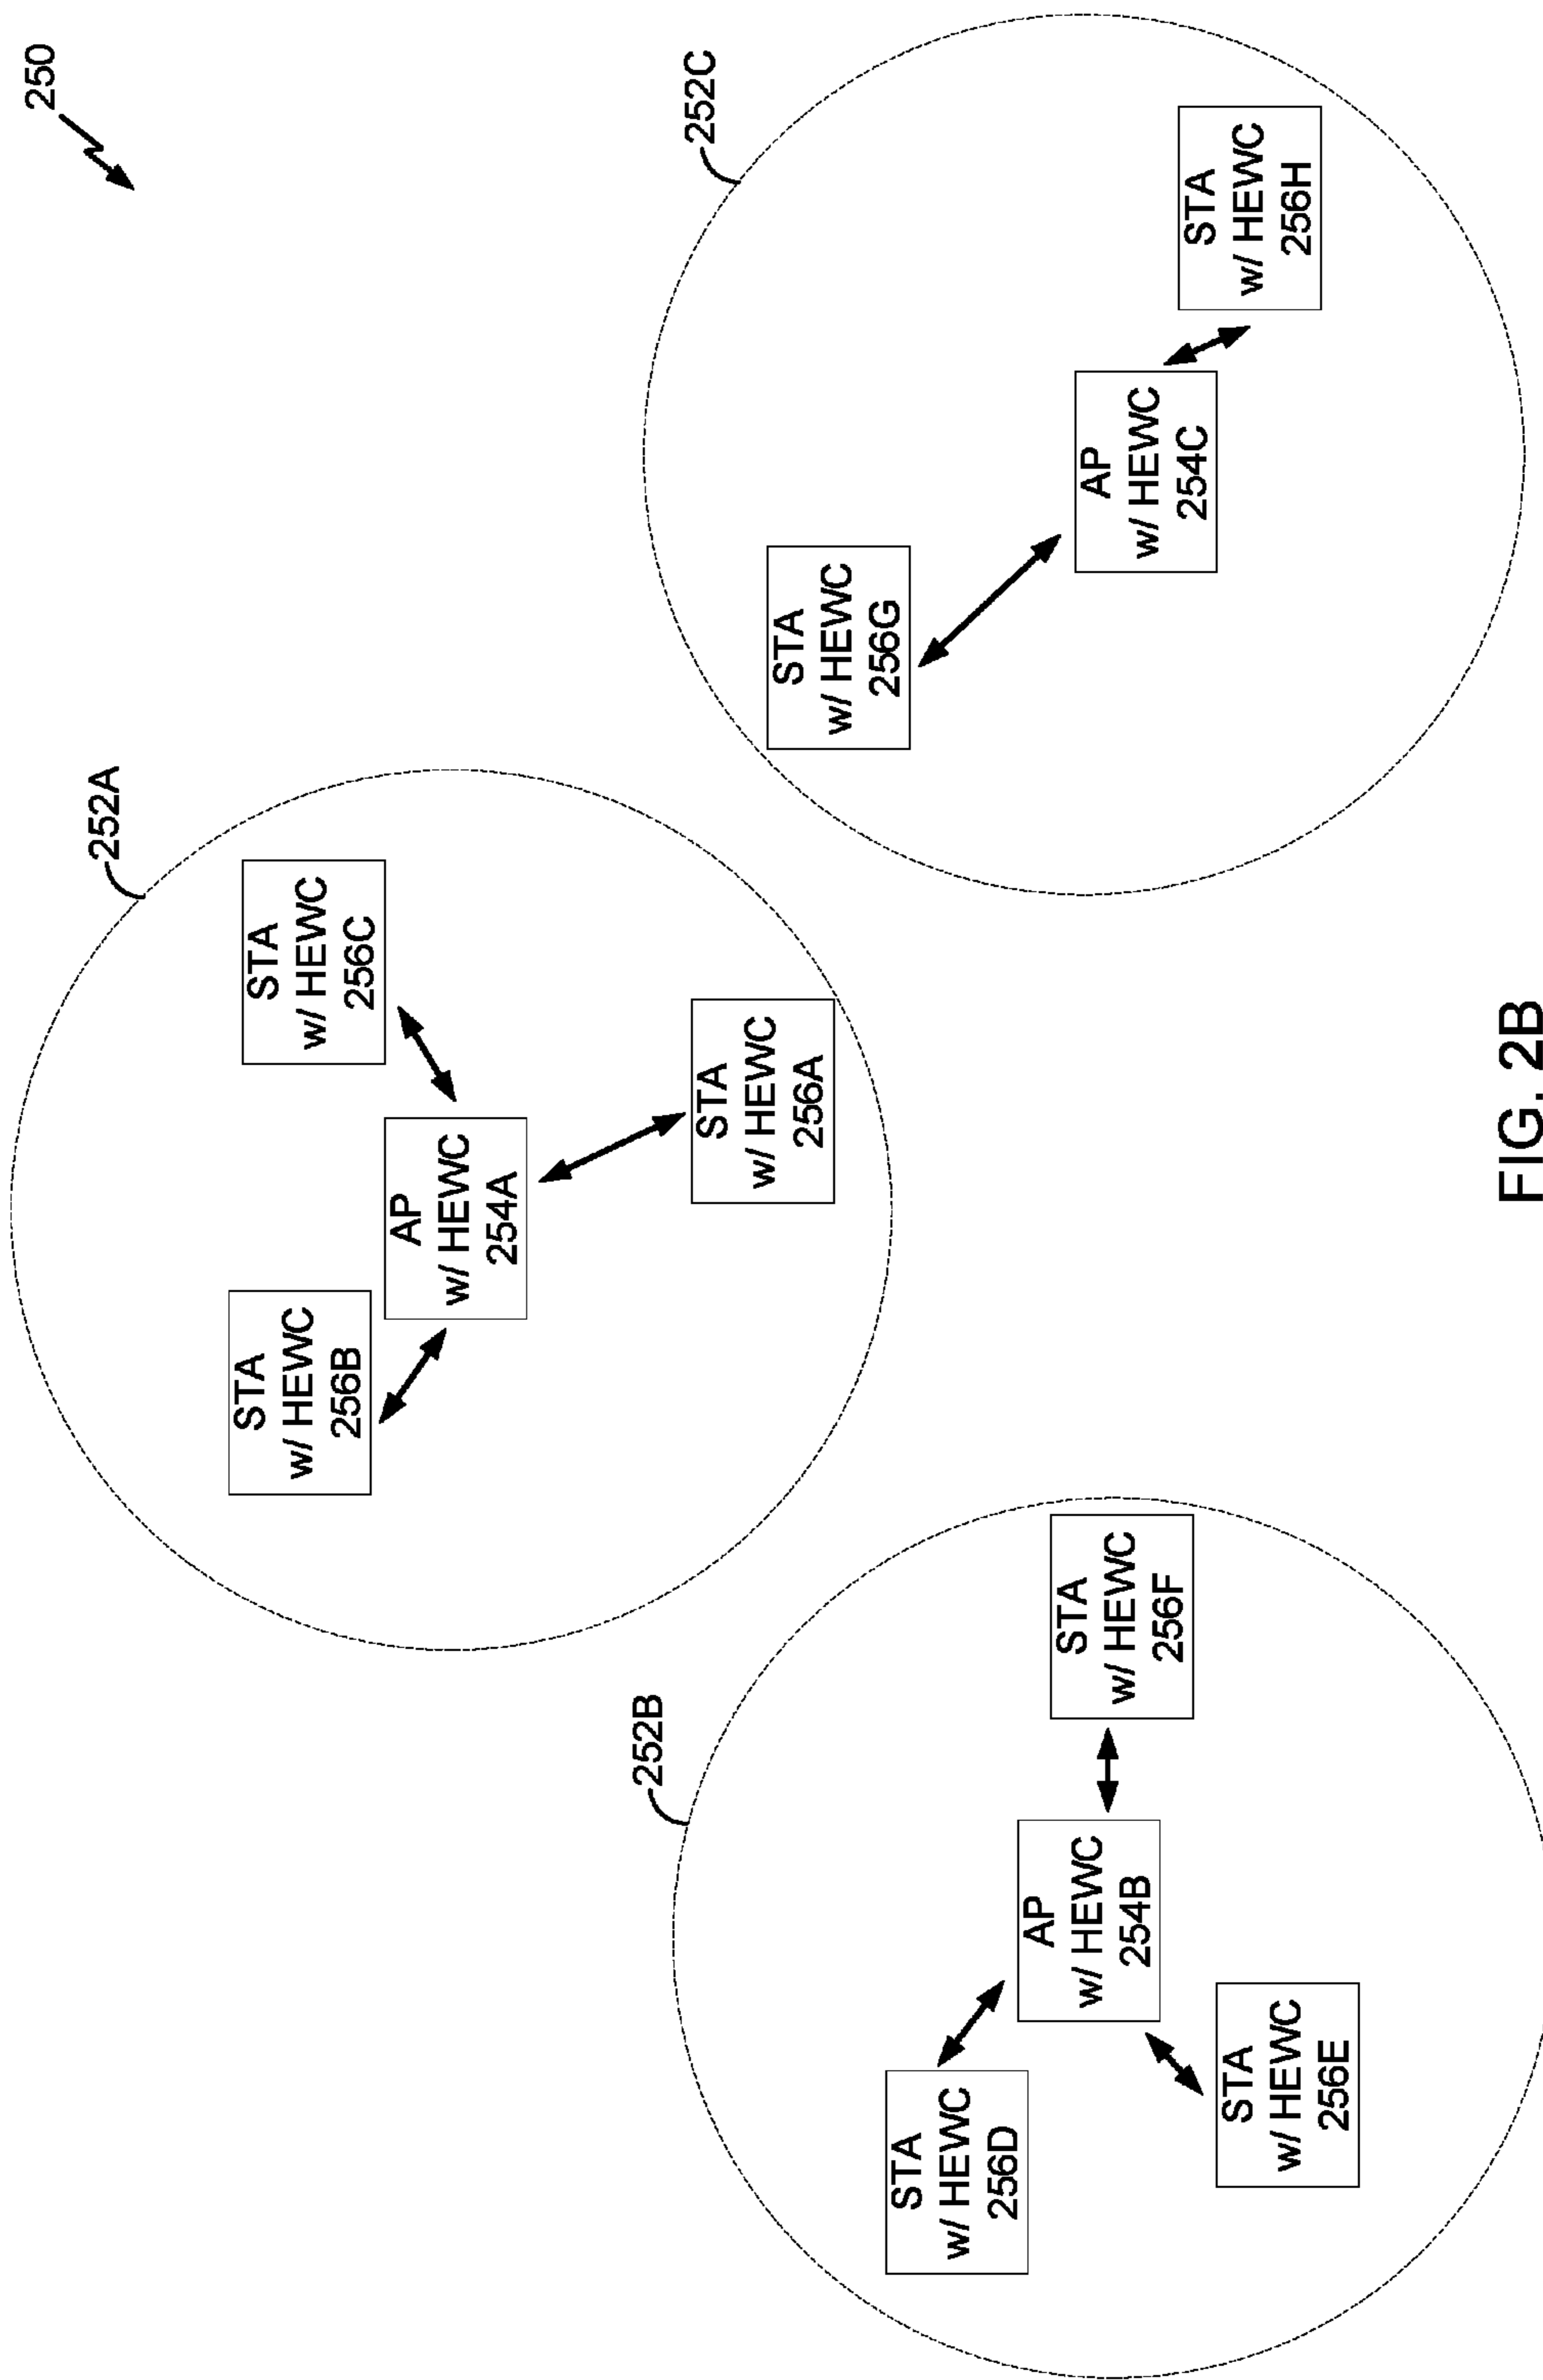 250
252A
STA
w/ HEWC
256B
STA
w/ HEWC
256C
AP
w/ HEWC
254A
STA
w/ HEWC
256A
252B
STA
w/ HEWC
256D
AP
w/ HEWC
254B
STA
w/ HEWC
256F
STA
w/ HEWC
256E
252C
STA
w/ HEWC
256G
AP
w/ HEWC
254C
STA
w/ HEWC
256H
FIG. 2B